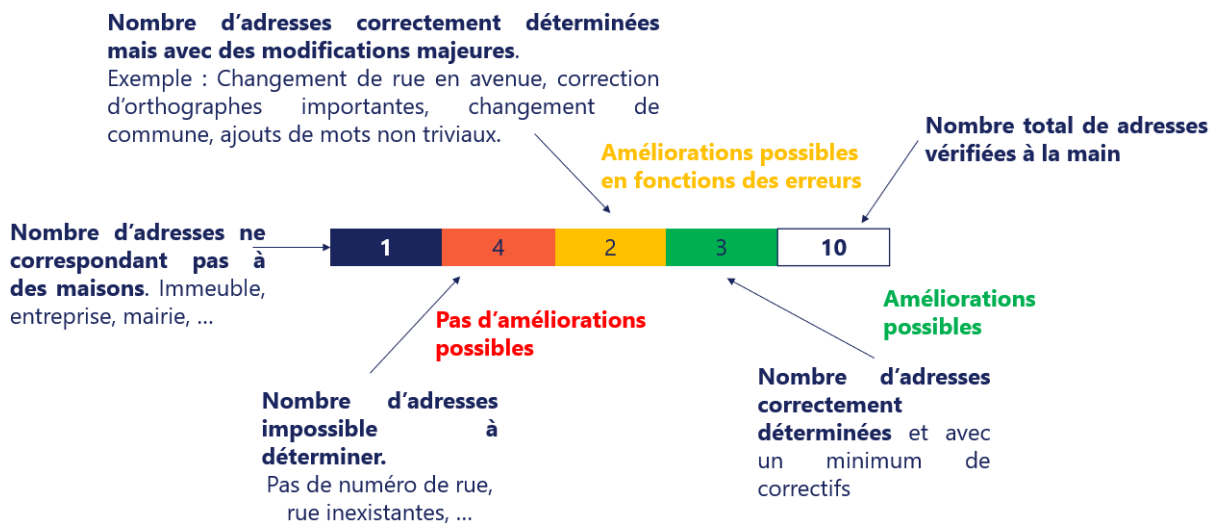 Nombre d'adresses correctement déterminées
mais avec des modifications majeures.
Exemple : Changement de rue en avenue, correction
d'orthographes importantes, changement de
commune, ajouts de mots non triviaux.
Nombre total de adresses
vérifiées à la main
Améliorations possibles
en fonctions des erreurs
Nombre d'adresses ne
correspondant pas à
des maisons. Immeuble,
entreprise, mairie, ...
1 4 2 3 10
Pas d'améliorations
possibles
Améliorations
possibles
Nombre d'adresses
impossible à
déterminer.
Pas de numéro de rue,
rue inexistantes, ...
Nombre d'adresses
correctement
déterminées et avec
un minimum de
correctifs